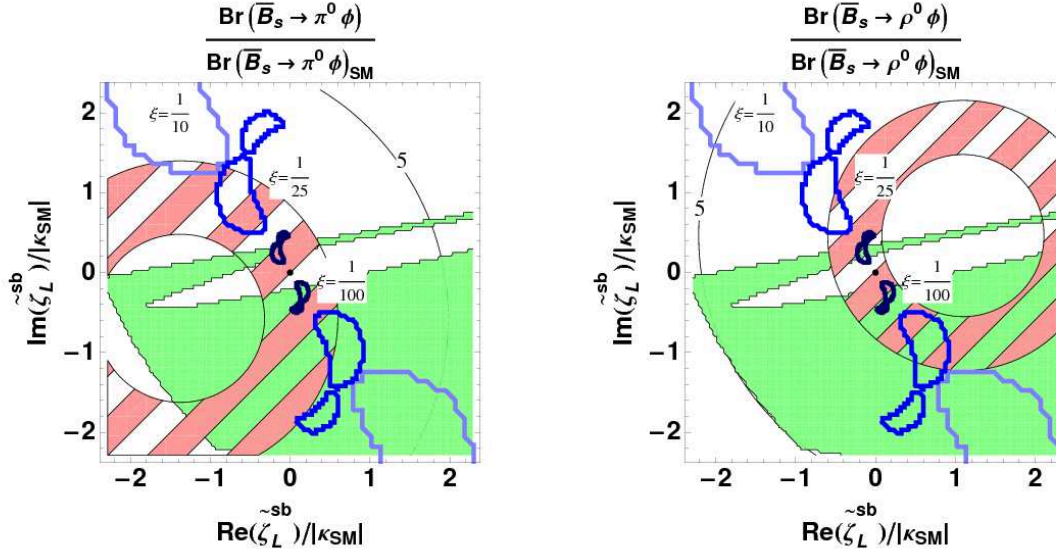 Br (B̅s → π⁰ φ)
Br (B̅s → π⁰ φ)SM
2
1
0
−1
−2
Im(ζ̃L^sb)/|κSM|
ξ=1/10
ξ=1/25
ξ=1/100
5
−2 −1 0 1 2
Re(ζ̃L^sb)/|κSM|
Br (B̅s → ρ⁰ φ)
Br (B̅s → ρ⁰ φ)SM
2
1
0
−1
−2
Im(ζ̃L^sb)/|κSM|
ξ=1/10
ξ=1/25
ξ=1/100
5
−2 −1 0 1 2
Re(ζ̃L^sb)/|κSM|